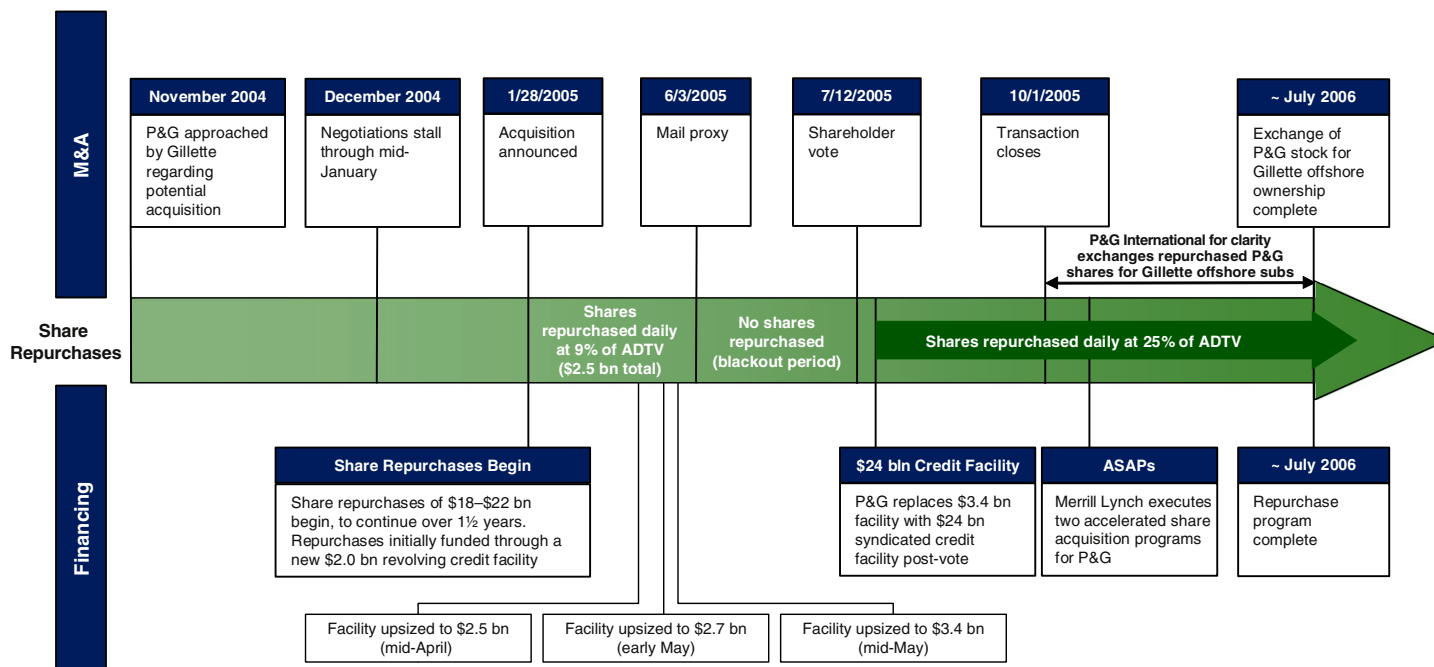 M&A
November 2004
P&G approached
by Gillette
regarding
potential
acquisition
December 2004
Negotiations stall
through mid-
January
1/28/2005
Acquisition
announced
6/3/2005
Mail proxy
7/12/2005
Shareholder
vote
10/1/2005
Transaction
closes
~ July 2006
Exchange of
P&G stock for
Gillette offshore
ownership
complete
P&G International for clarity
exchanges repurchased P&G
shares for Gillette offshore subs
Share
Repurchases
Shares
repurchased daily
at 9% of ADTV
($2.5 bn total)
No shares
repurchased
(blackout period)
Shares repurchased daily at 25% of ADTV
Financing
Share Repurchases Begin
Share repurchases of $18–$22 bn
begin, to continue over 1½ years.
Repurchases initially funded through a
new $2.0 bn revolving credit facility
$24 bln Credit Facility
P&G replaces $3.4 bn
facility with $24 bn
syndicated credit
facility post-vote
ASAPs
Merrill Lynch executes
two accelerated share
acquisition programs
for P&G
~ July 2006
Repurchase
program
complete
Facility upsized to $2.5 bn
(mid-April)
Facility upsized to $2.7 bn
(early May)
Facility upsized to $3.4 bn
(mid-May)